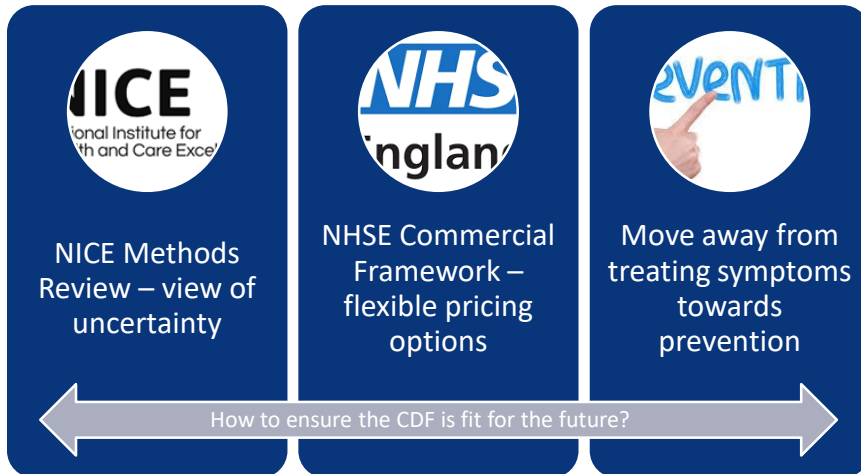 NICE
ional Institute for
lth and Care Excel
NICE Methods
Review – view of
uncertainty
NHS
England
NHSE Commercial
Framework –
flexible pricing
options
EVENTI
Move away from
treating symptoms
towards
prevention
How to ensure the CDF is fit for the future?